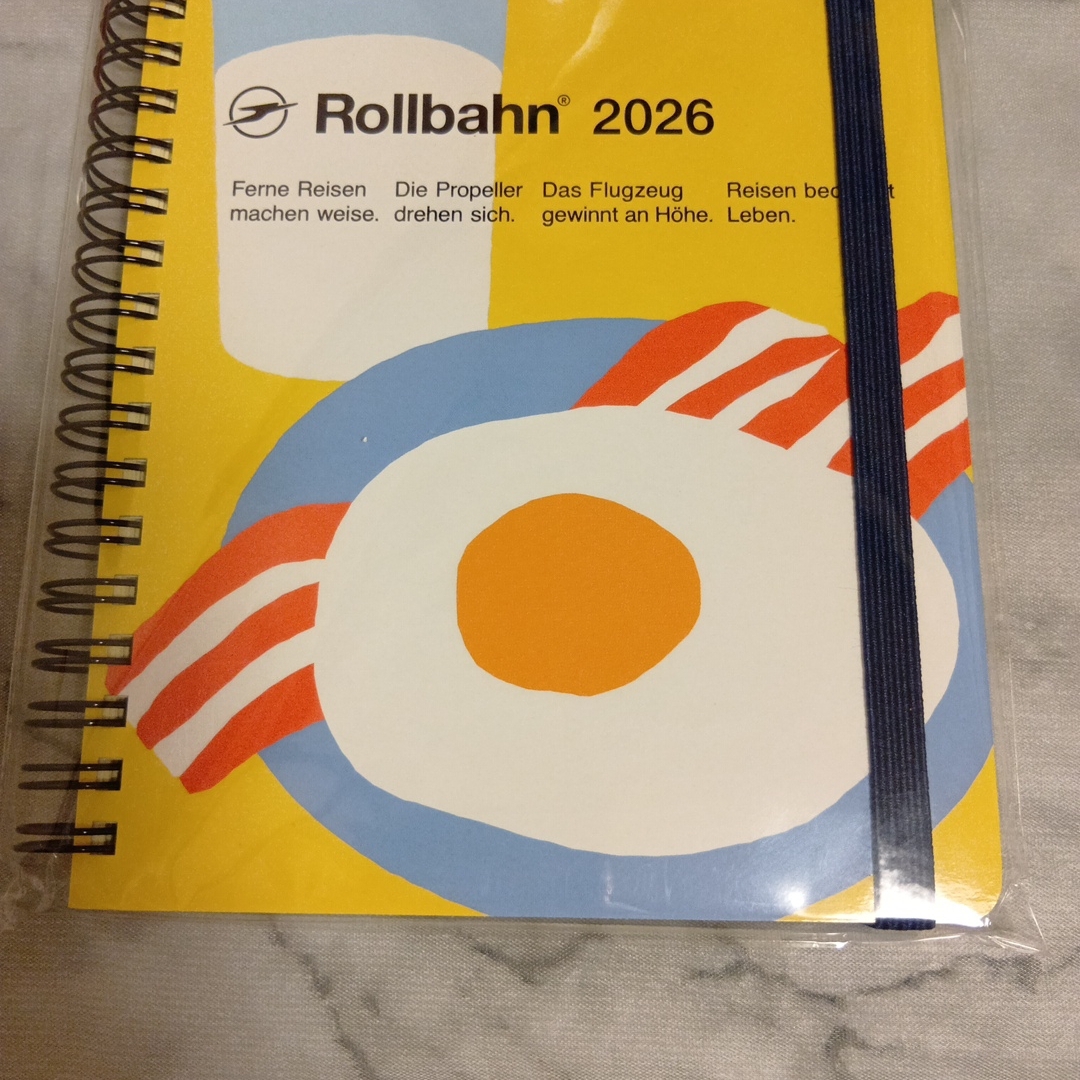 Rollbahn® 2026
Ferne Reisen machen weise.
Die Propeller drehen sich.
Das Flugzeug gewinnt an Höhe.
Reisen Leben.